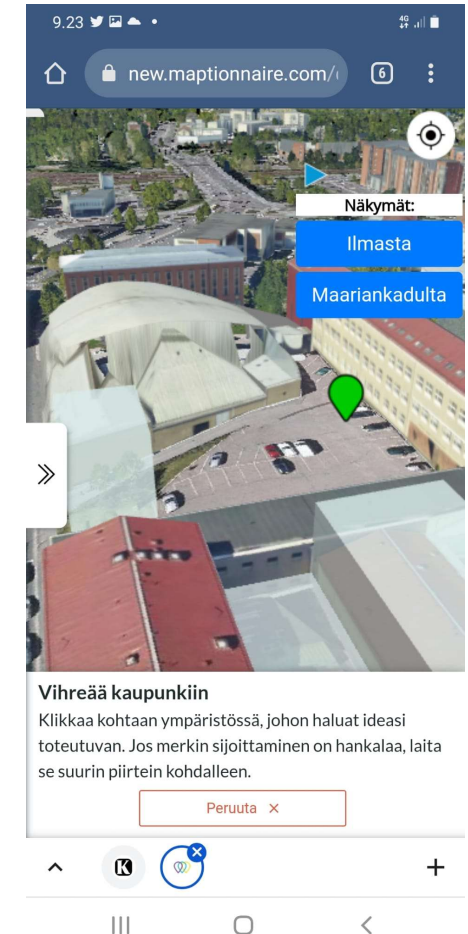 9.23
4G
new.maptionnaire.com/
6
Näkymät:
Ilmasta
Maariankadulta
Vihreää kaupunkiin
Klikkaa kohtaan ympäristössä, johon haluat ideasi
toteutuvan. Jos merkin sijoittaminen on hankalaa, laita
se suurin piirtein kohdalleen.
Peruuta ×
K